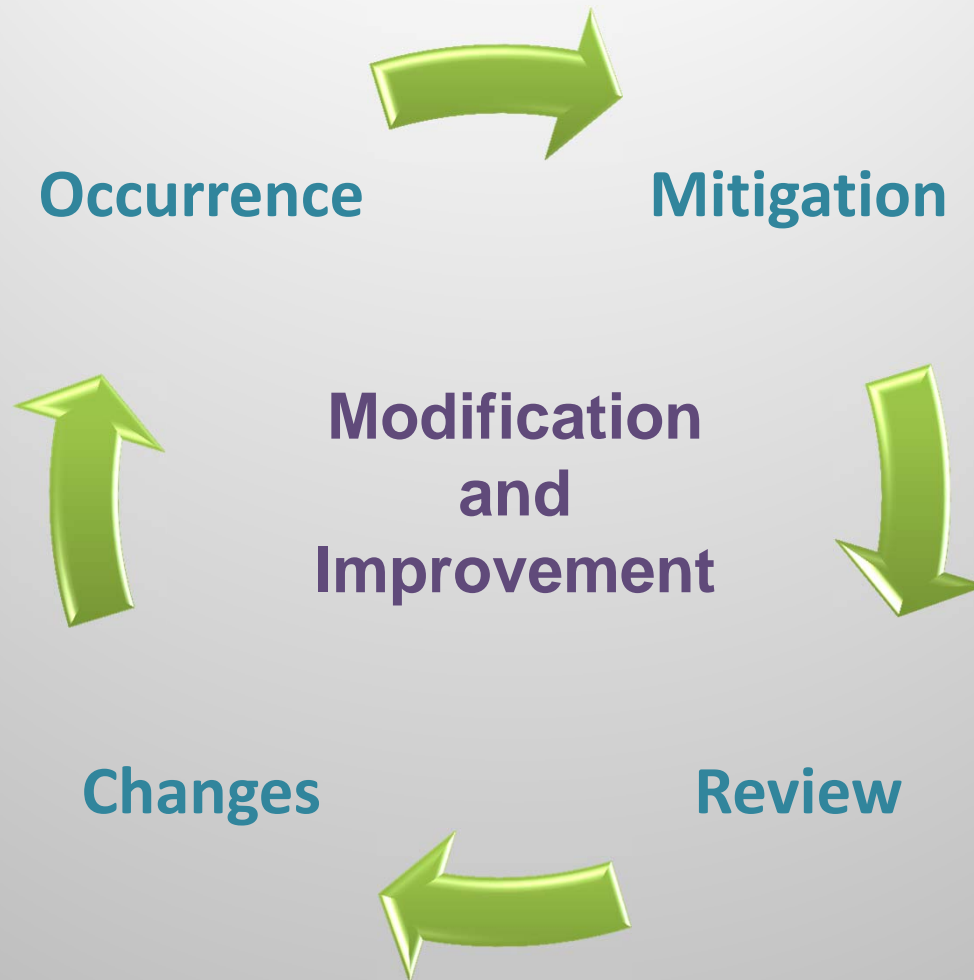 Occurrence
Mitigation
Modification
and
Improvement
Changes
Review